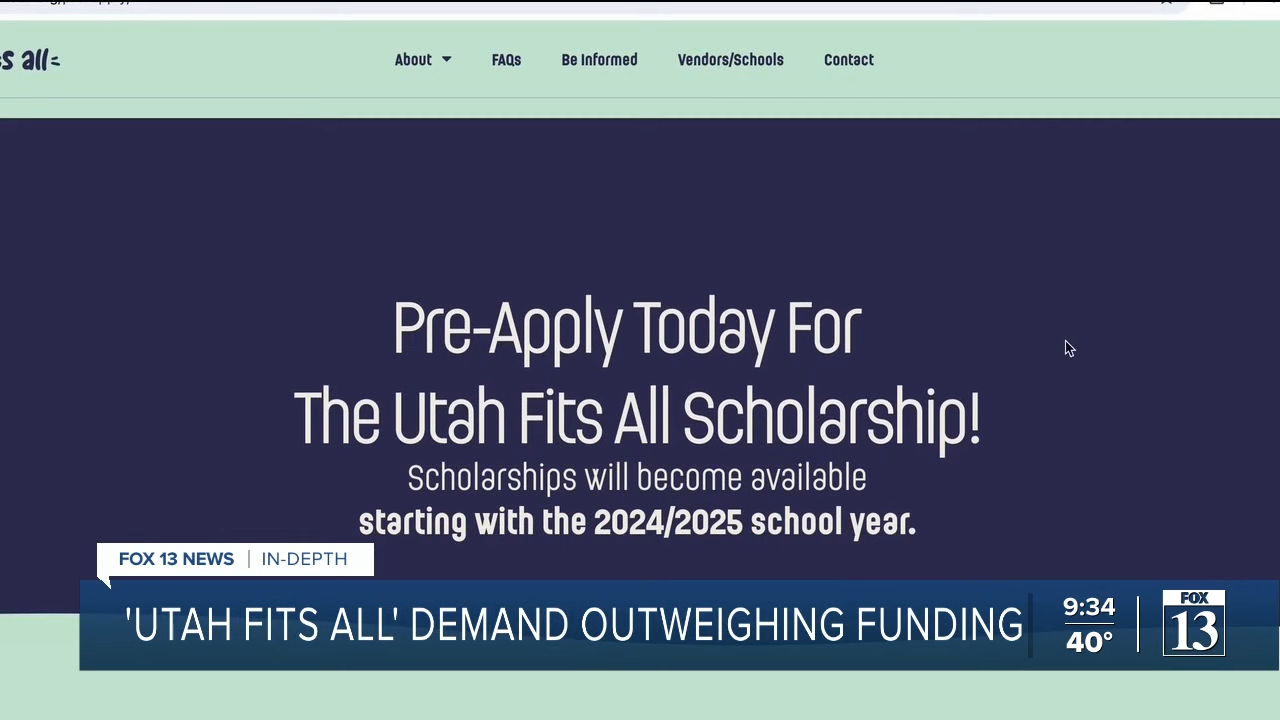 s all
About FAQs Be Informed Vendors/Schools Contact
Pre-Apply Today For
The Utah Fits All Scholarship!
Scholarships will become available
starting with the 2024/2025 school year.
FOX 13 NEWS | IN-DEPTH
'UTAH FITS ALL' DEMAND OUTWEIGHING FUNDING
9:34
40°
FOX
13